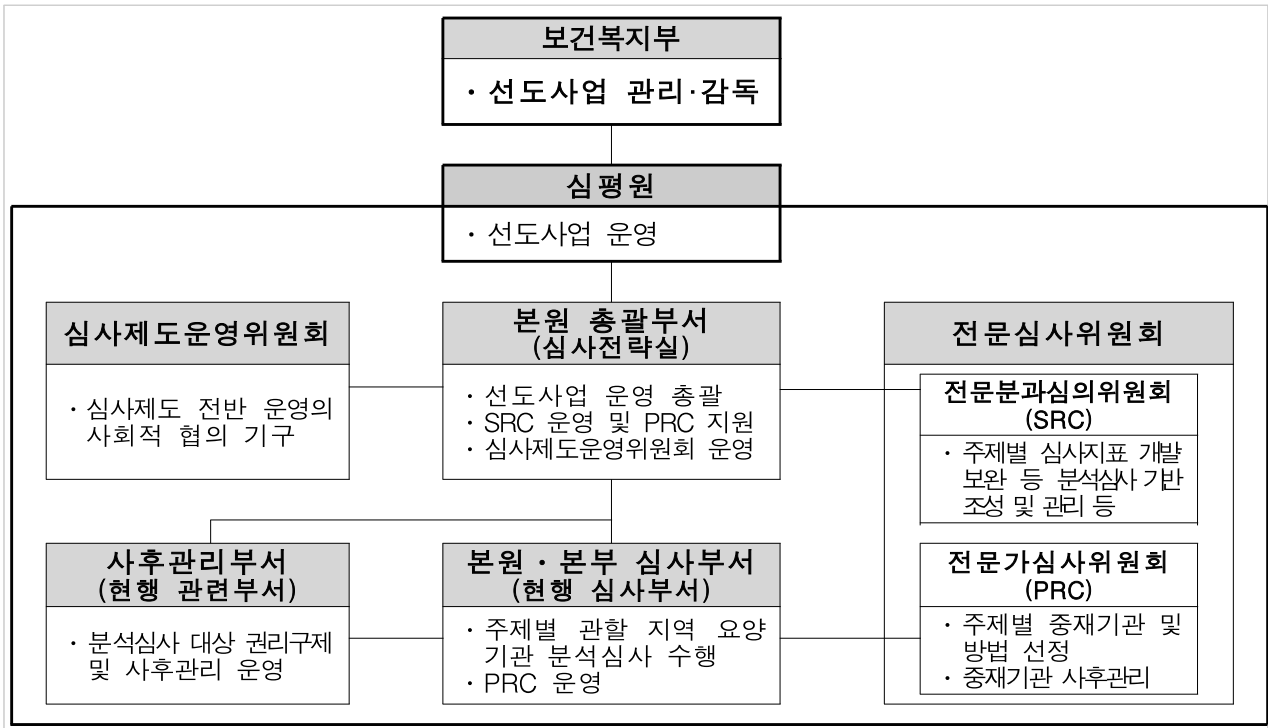 보건복지부
· 선도사업 관리·감독
심평원
· 선도사업 운영
심사제도운영위원회
· 심사제도 전반 운영의
사회적 협의 기구
본원 총괄부서
(심사전략실)
· 선도사업 운영 총괄
· SRC 운영 및 PRC 지원
· 심사제도운영위원회 운영
전문심사위원회
전문분과심의위원회
(SRC)
· 주제별 심사지표 개발
보완 등 분석심사 기반
조성 및 관리 등
사후관리부서
(현행 관련부서)
· 분석심사 대상 권리구제
및 사후관리 운영
본원 · 본부 심사부서
(현행 심사부서)
· 주제별 관할 지역 요양
기관 분석심사 수행
· PRC 운영
전문가심사위원회
(PRC)
· 주제별 중재기관 및
방법 선정
· 중재기관 사후관리